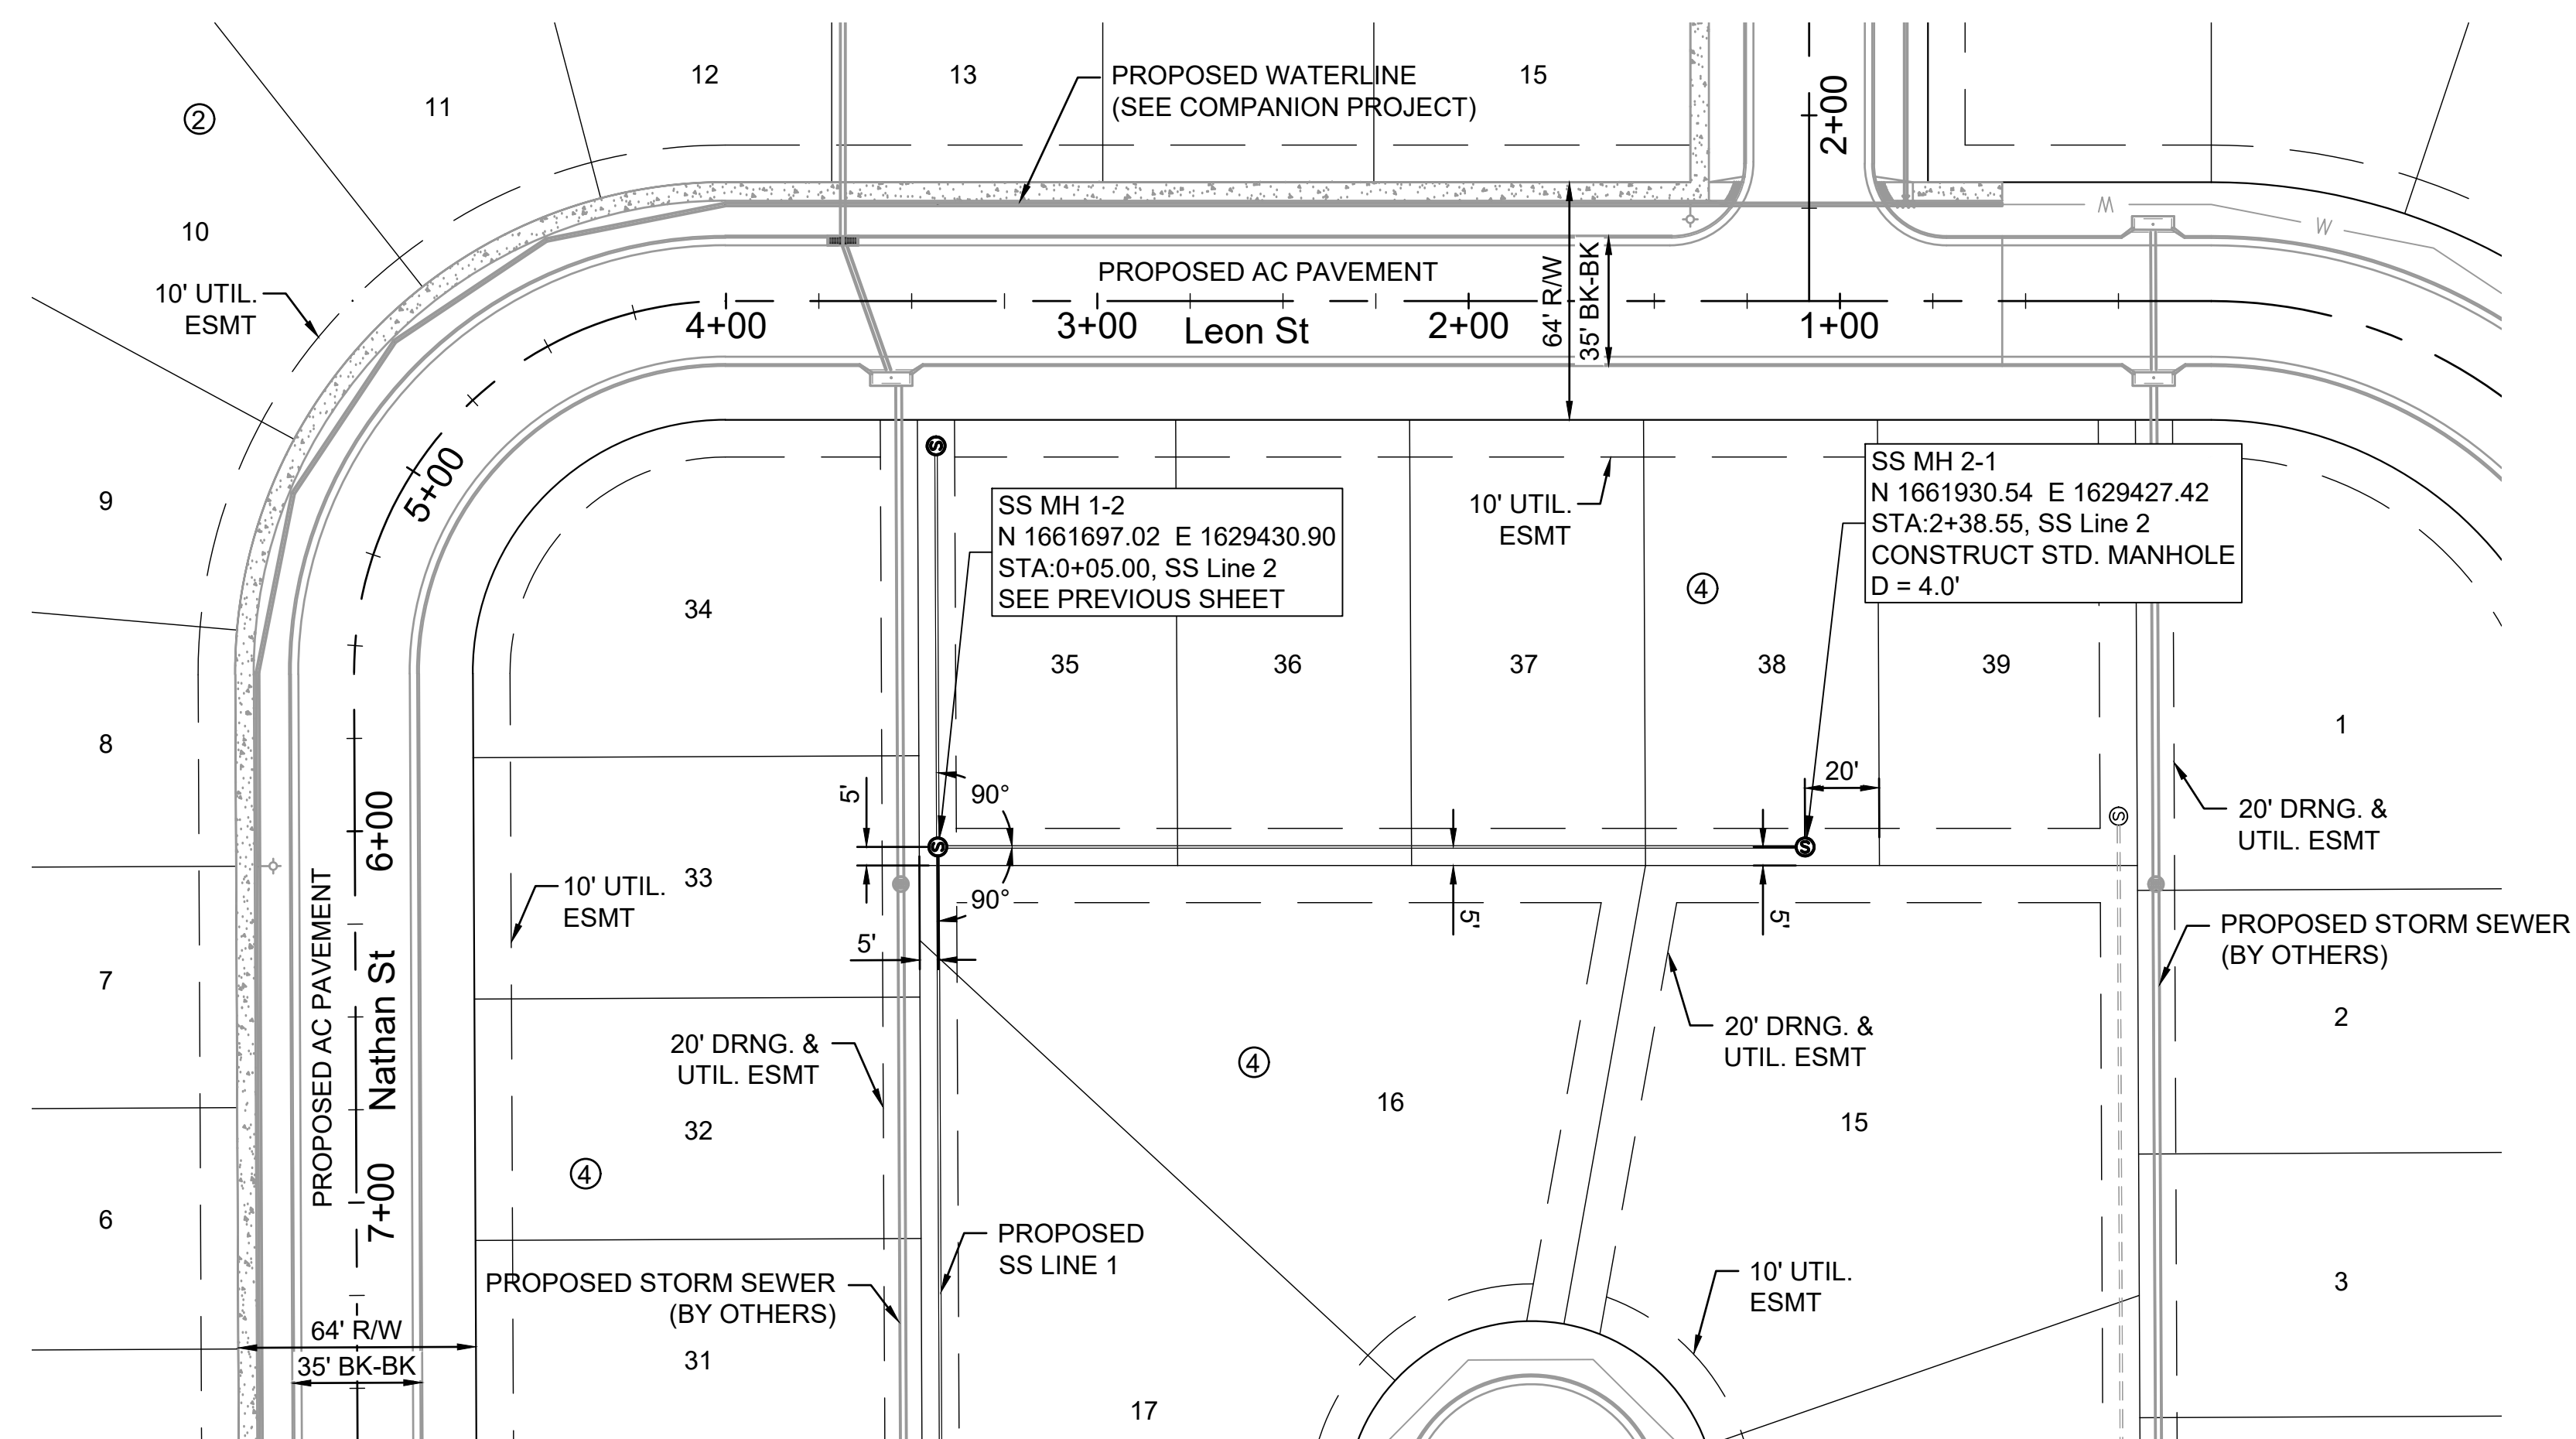 12
13
15
11
②
10
PROPOSED WATERLINE
(SEE COMPANION PROJECT)
2+00
W
W
10' UTIL.
ESMT
PROPOSED AC PAVEMENT
64' R/W
35' BK-BK
4+00
3+00
Leon St
2+00
1+00
5+00
9
S
SS MH 1-2
N 1661697.02 E 1629430.90
STA:0+05.00, SS Line 2
SEE PREVIOUS SHEET
10' UTIL.
ESMT
SS MH 2-1
N 1661930.54 E 1629427.42
STA:2+38.55, SS Line 2
CONSTRUCT STD. MANHOLE
D = 4.0'
④
34
35
36
37
38
39
1
8
5'
90°
20'
20' DRNG. &
UTIL. ESMT
S
S
S
6+00
33
10' UTIL.
ESMT
90°
5'
5'
5'
PROPOSED STORM SEWER
(BY OTHERS)
PROPOSED AC PAVEMENT
Nathan St
7
2
20' DRNG. &
UTIL. ESMT
20' DRNG. &
UTIL. ESMT
④
16
15
32
④
7+00
6
PROPOSED
SS LINE 1
PROPOSED STORM SEWER
(BY OTHERS)
10' UTIL.
ESMT
3
64' R/W
35' BK-BK
31
17